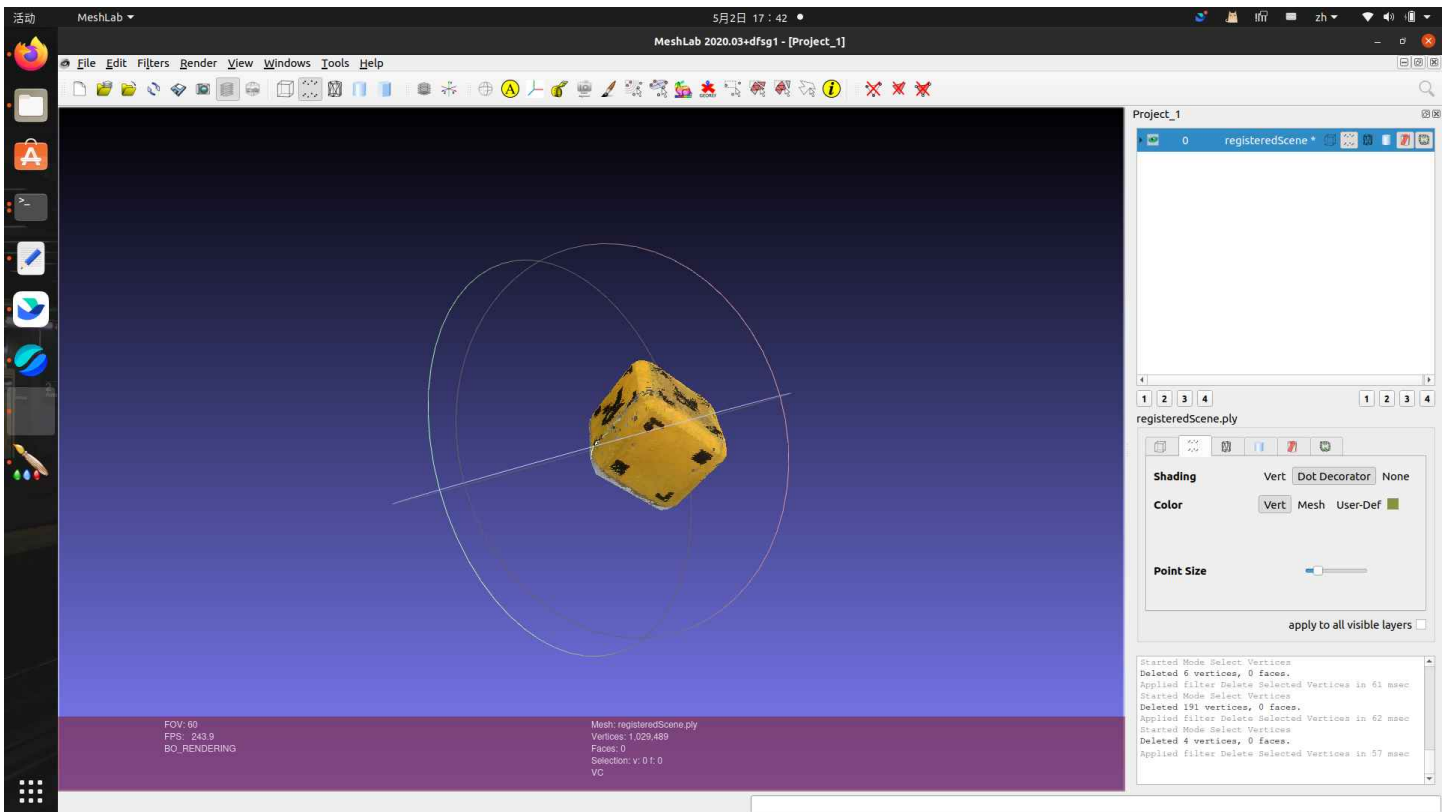 活动
MeshLab
5月2日 17：42
zh
MeshLab 2020.03+dfsg1 - [Project_1]
File Edit Filters Render View Windows Tools Help
Project_1
0 registeredScene *
1 2 3 4 1 2 3 4
registeredScene.ply
Shading Vert Dot Decorator None
Color Vert Mesh User-Def
Point Size
apply to all visible layers
Started Mode Select Vertices
Deleted 6 vertices, 0 faces.
Applied filter Delete Selected Vertices in 61 msec
Started Mode Select Vertices
Deleted 191 vertices, 0 faces.
Applied filter Delete Selected Vertices in 62 msec
Started Mode Select Vertices
Deleted 4 vertices, 0 faces.
Applied filter Delete Selected Vertices in 57 msec
FOV: 60
FPS: 243.9
BO_RENDERING
Mesh: registeredScene.ply
Vertices: 1,029,489
Faces: 0
Selection: v: 0 f: 0
VC